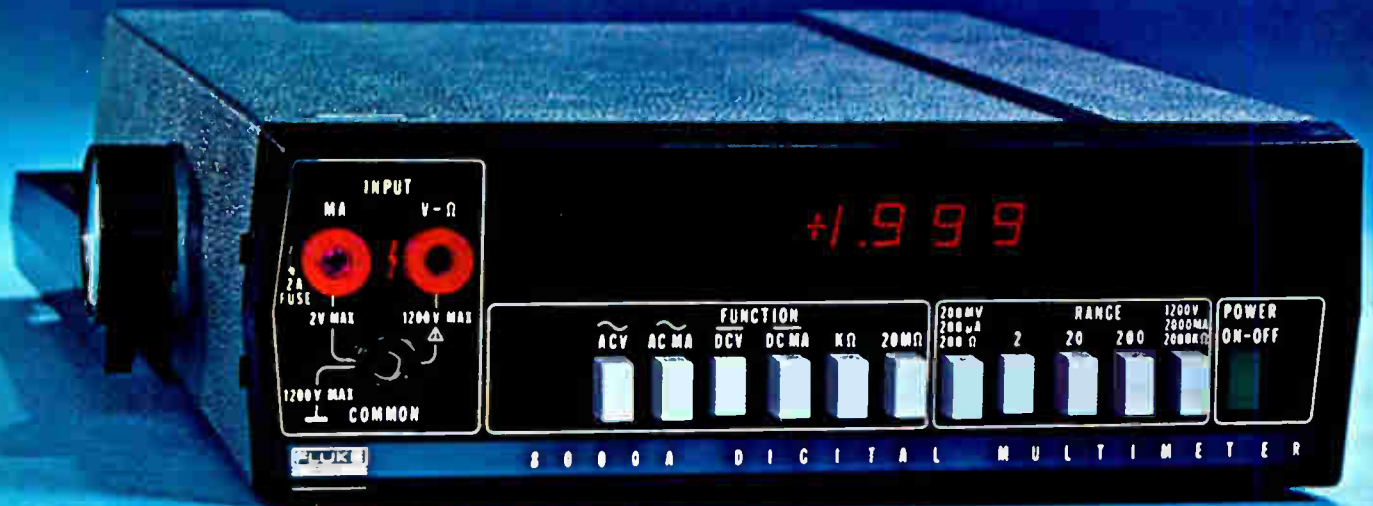 INPUT
MA V-Ω
2A
FUSE
2V MAX 1200V MAX
1200V MAX
COMMON
+1.999
FUNCTION
ACV AC MA DCV DC MA KΩ 20MΩ
RANGE
200MV
200µA
200Ω
2 20 200
1200V
2000MA
2000KΩ
POWER
ON-OFF
FLUKE
8000A DIGITAL MULTIMETER